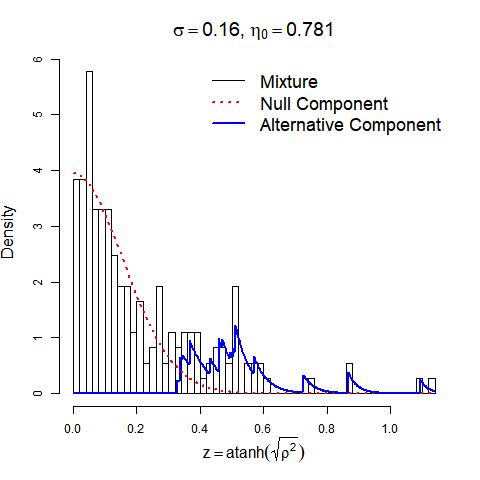 σ = 0.16, η₀ = 0.781
Mixture
Null Component
Alternative Component
Density
6
5
4
3
2
1
0
0.0 0.2 0.4 0.6 0.8 1.0
z = atanh(√ρ²)